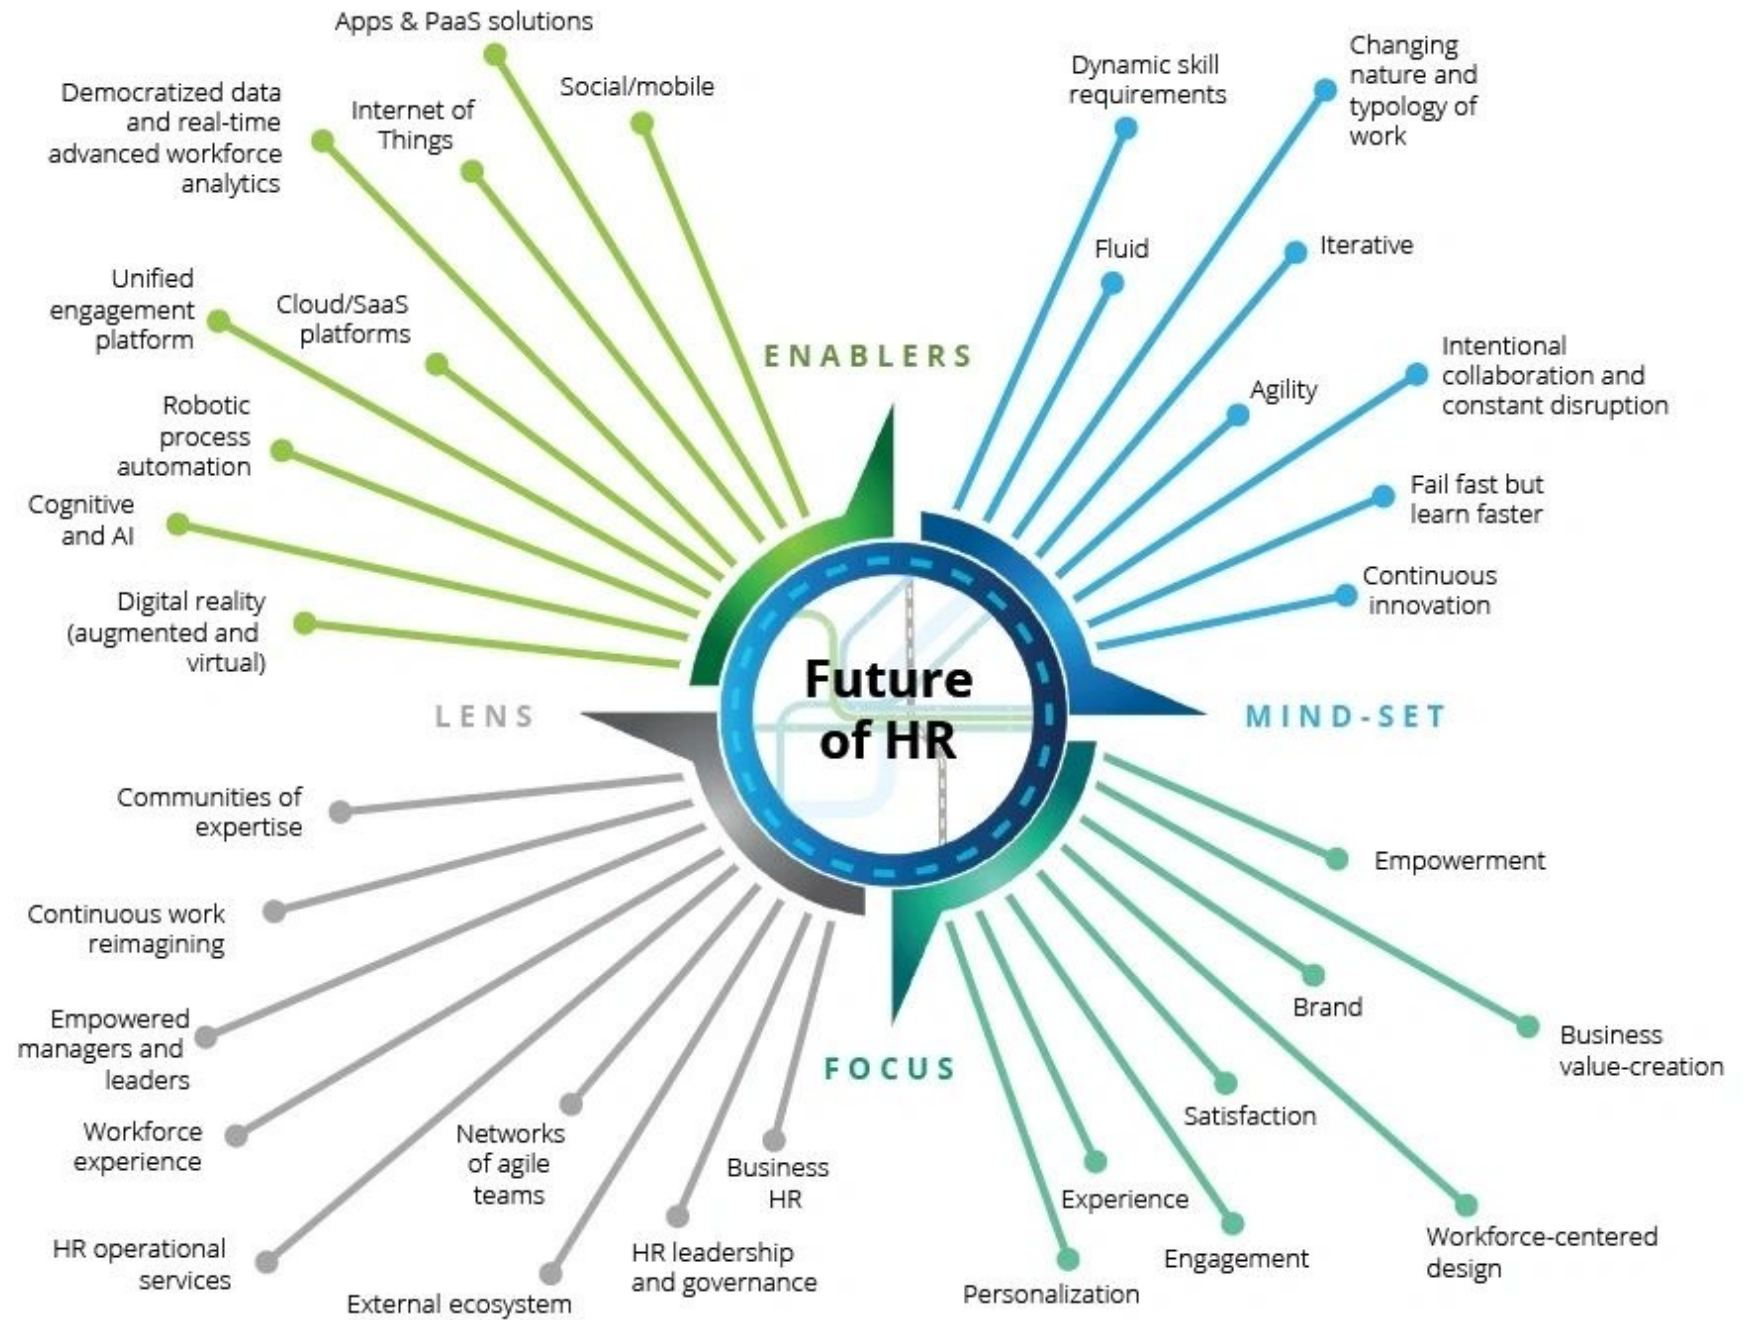 Apps & PaaS solutions
Social/mobile
Democratized data
and real-time
advanced workforce
analytics
Internet of
Things
Unified
engagement
platform
Cloud/SaaS
platforms
Robotic
process
automation
Cognitive
and AI
Digital reality
(augmented and
virtual)
ENABLERS
Dynamic skill
requirements
Changing
nature and
typology of
work
Fluid
Iterative
Agility
Intentional
collaboration and
constant disruption
Fail fast but
learn faster
Continuous
innovation
MIND-SET
Future
of HR
LENS
Communities of
expertise
Continuous work
reimagining
Empowered
managers and
leaders
Workforce
experience
HR operational
services
Networks
of agile
teams
External ecosystem
HR leadership
and governance
Business
HR
FOCUS
Empowerment
Business
value-creation
Brand
Satisfaction
Workforce-centered
design
Experience
Engagement
Personalization